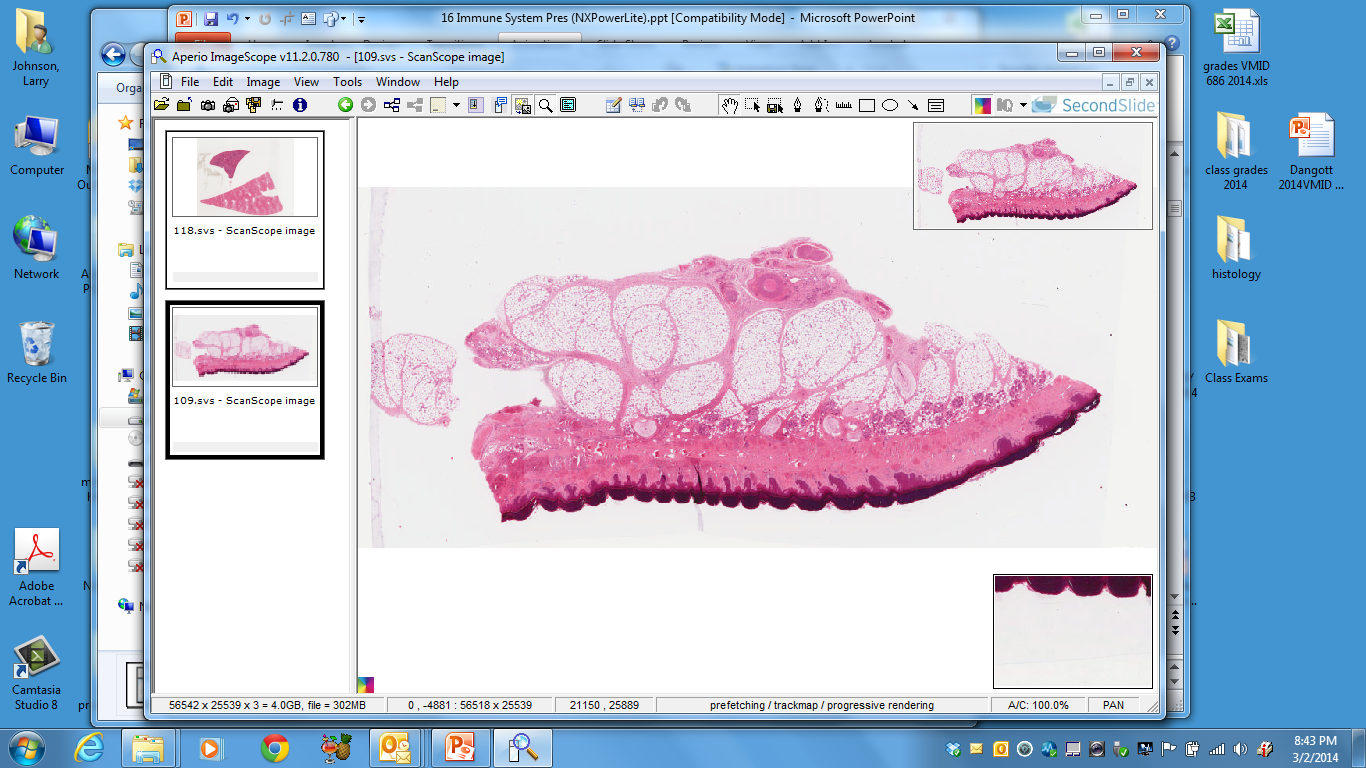 16 Immune System Pres (NXPowerLite).ppt [Compatibility Mode] - Microsoft PowerPoint
Aperio ImageScope v11.2.0.780 - [109.svs - ScanScope image]
File Edit Image View Tools Window Help
SecondSlide
118.svs - ScanScope image
109.svs - ScanScope image
56542 x 25539 x 3 = 4.0GB, file = 302MB
0 , -4881 : 56518 x 25539
21150 , 25889
prefetching / trackmap / progressive rendering
A/C: 100.0%
PAN
Johnson,
Larry
Computer
Network
Recycle Bin
Adobe
Acrobat ...
Camtasia
Studio 8
Orga
grades VMID
686 2014.xls
class grades
2014
Dangott
2014VMID ...
histology
Class Exams
8:43 PM
3/2/2014